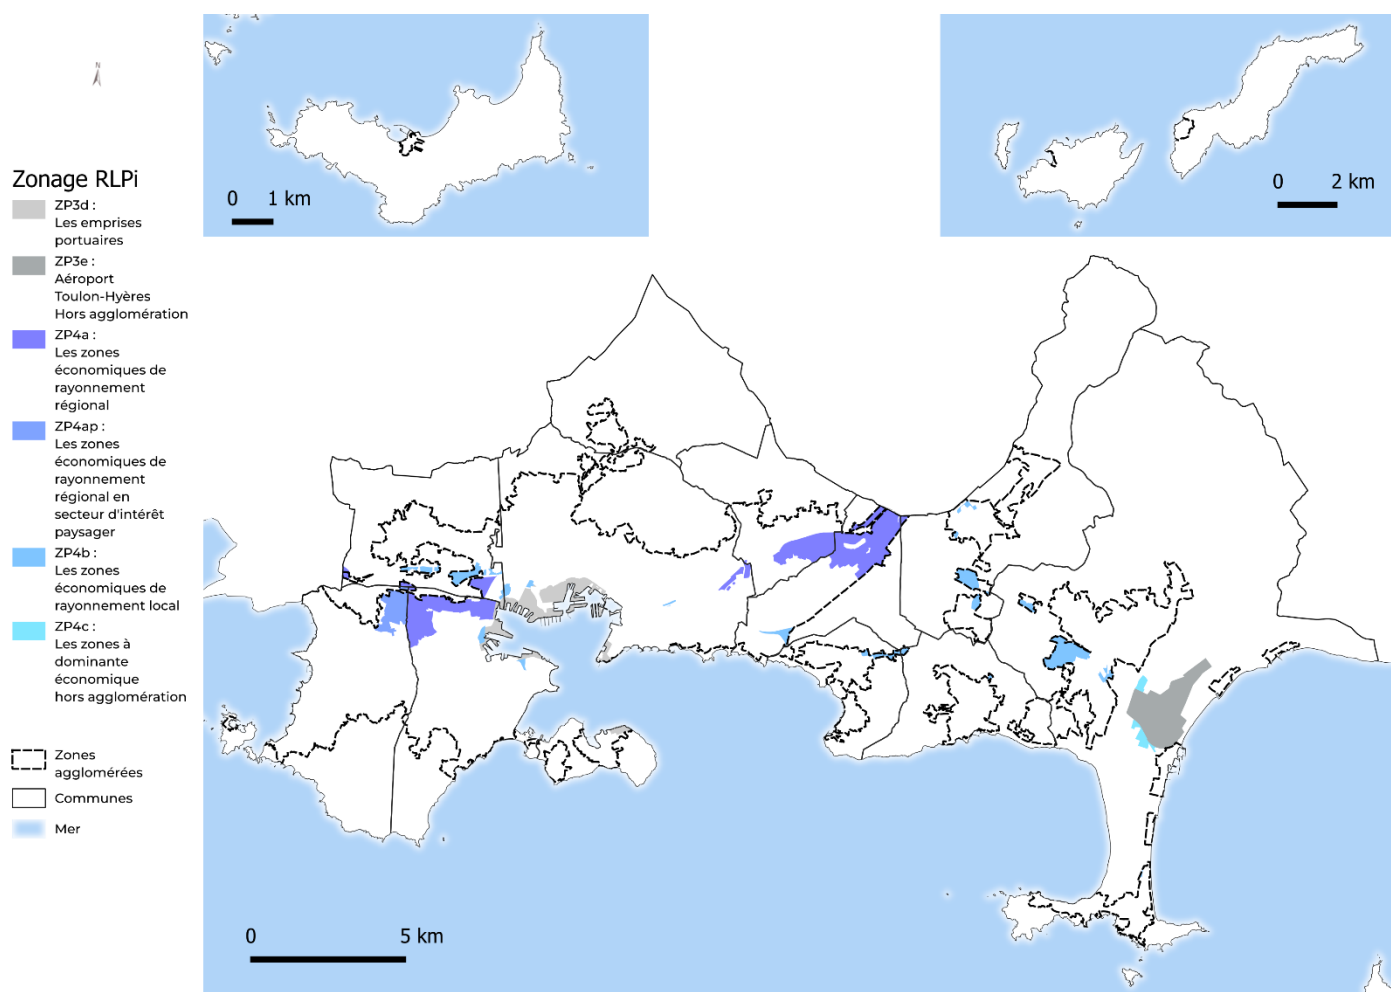 N
0 1 km
0 2 km
Zonage RLPi
ZP3d :
Les emprises
portuaires
ZP3e :
Aéroport
Toulon-Hyères
Hors agglomération
ZP4a :
Les zones
économiques de
rayonnement
régional
ZP4ap :
Les zones
économiques de
rayonnement
régional en
secteur d'intérêt
paysager
ZP4b :
Les zones
économiques de
rayonnement local
ZP4c :
Les zones à
dominante
économique
hors agglomération
Zones
agglomérées
Communes
Mer
0 5 km